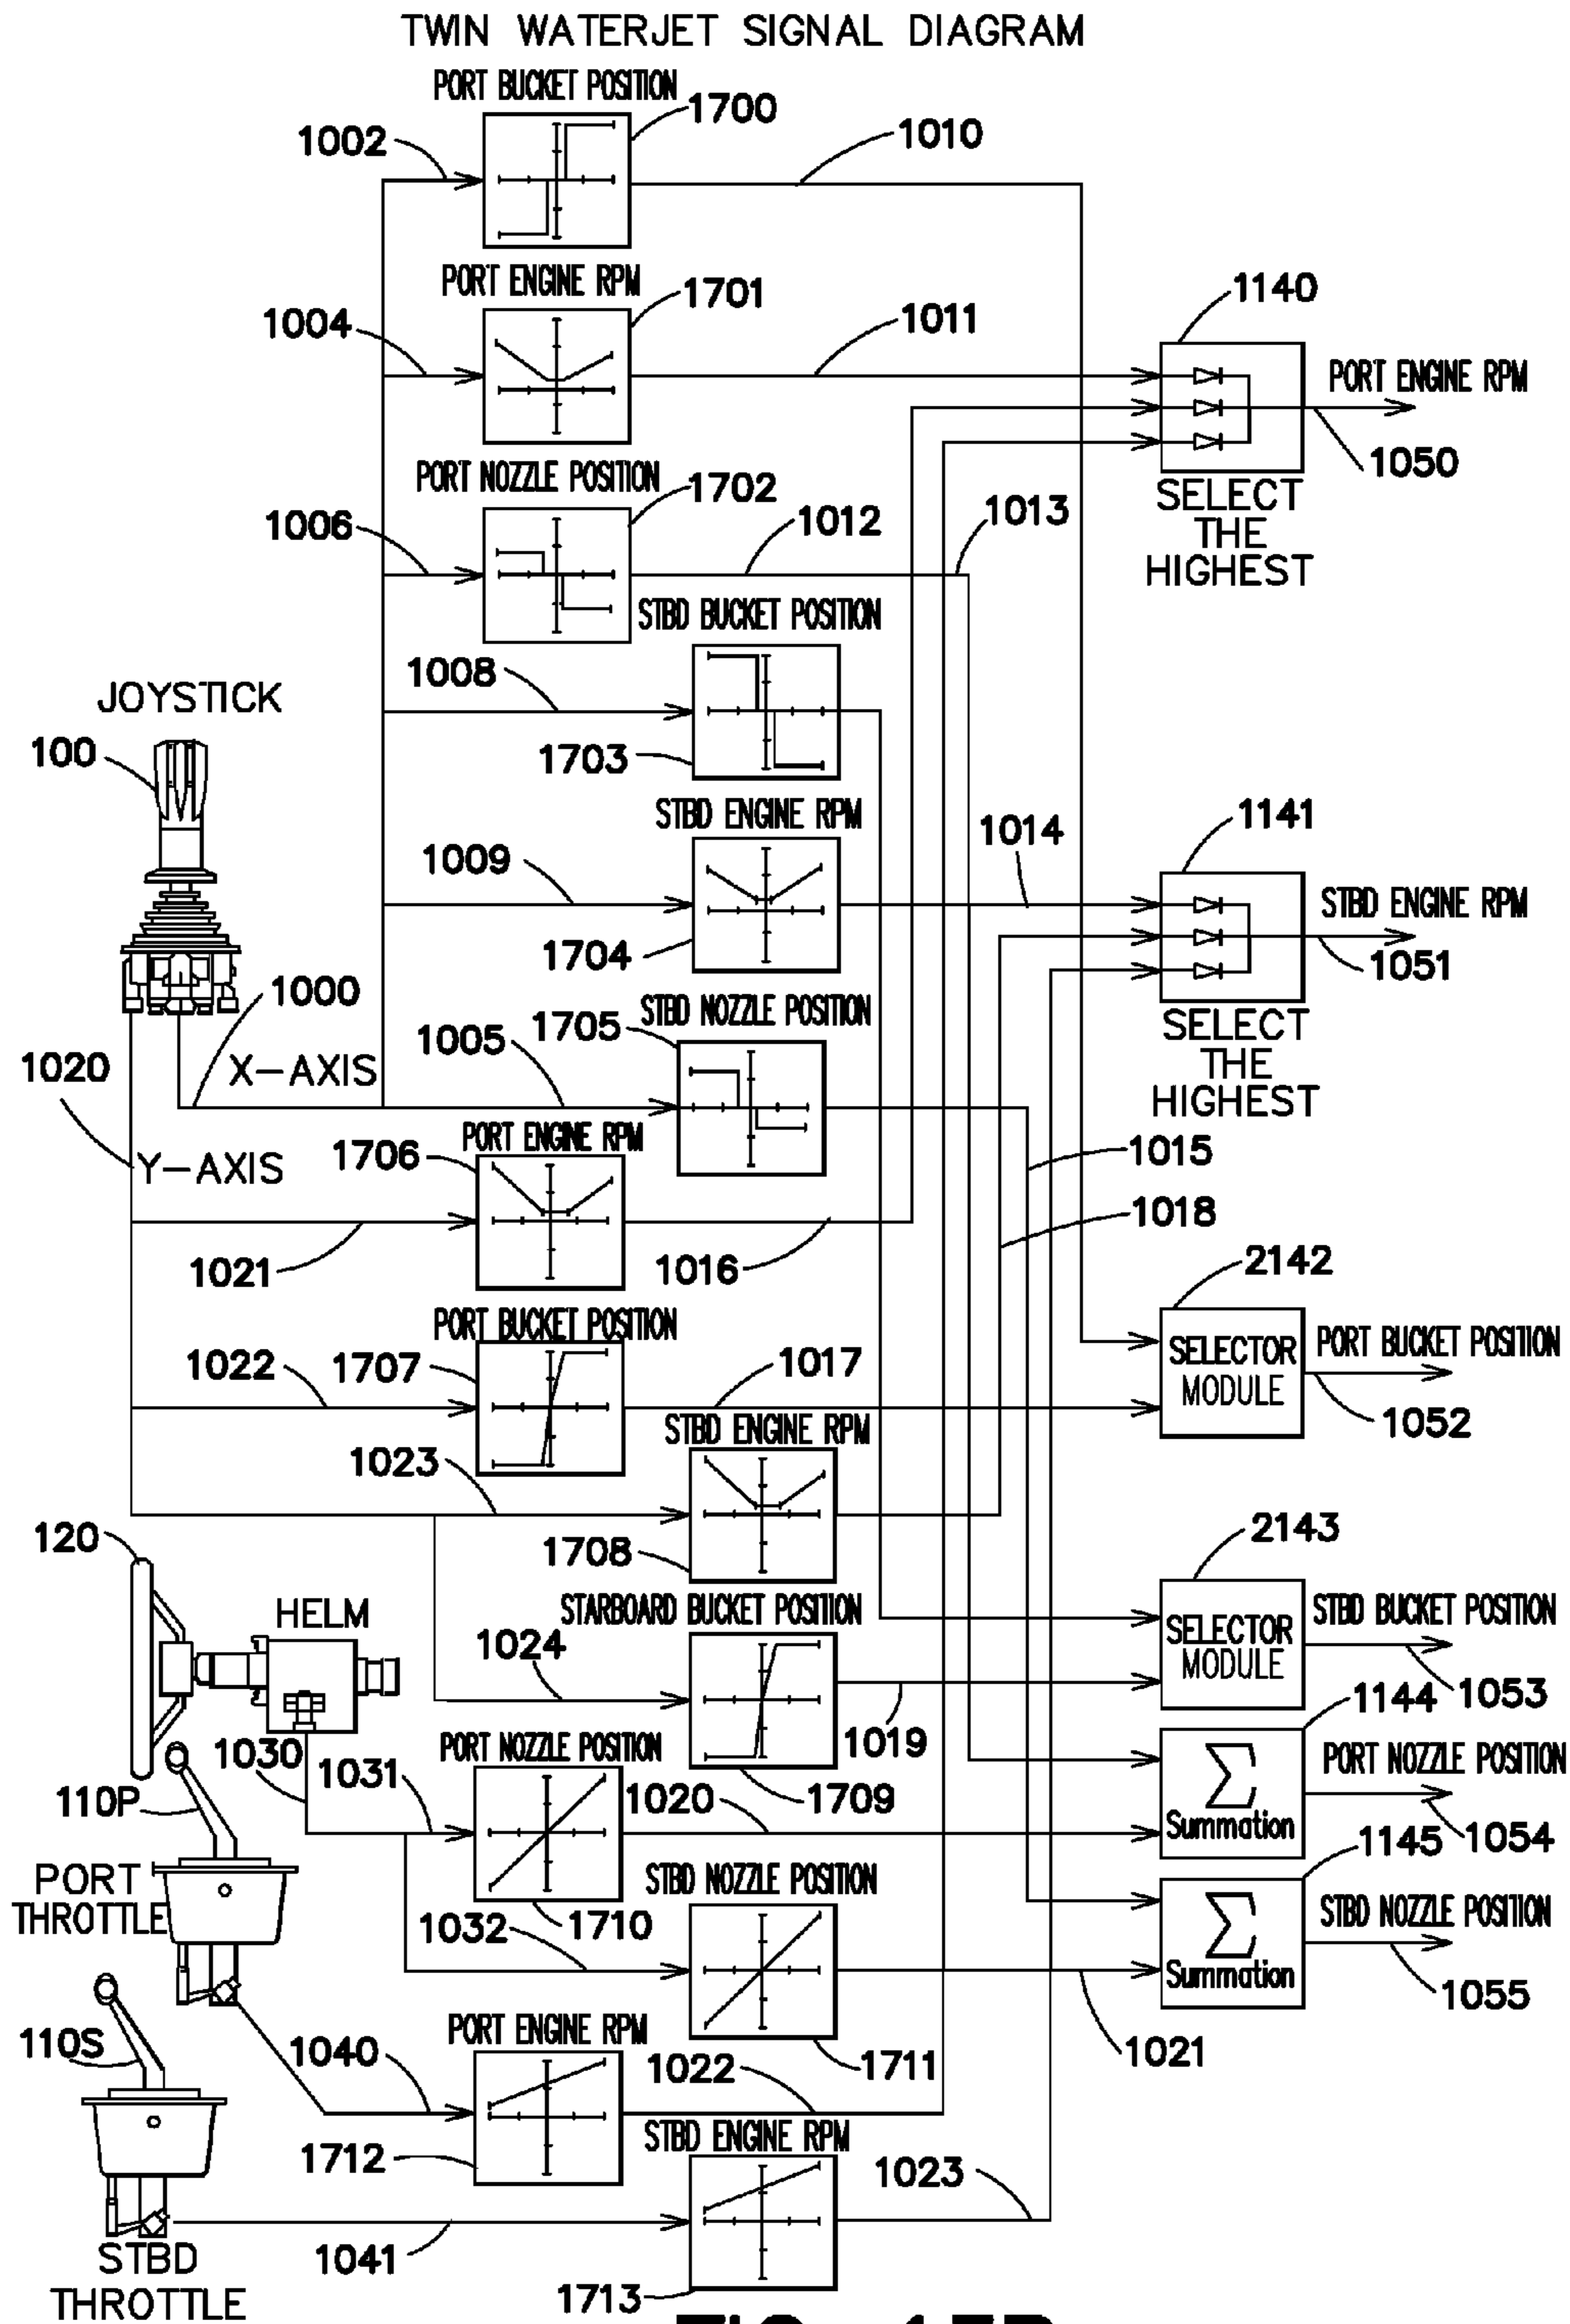 TWIN WATERJET SIGNAL DIAGRAM
PORT BUCKET POSITION
1700
1002
1010
PORT ENGINE RPM
1701
1004
1011
1140
PORT ENGINE RPM
1050
SELECT
THE
HIGHEST
PORT NOZZLE POSITION
1702
1006
1012
1013
STBD BUCKET POSITION
1008
1703
JOYSTICK
100
STBD ENGINE RPM
1009
1704
1014
1141
STBD ENGINE RPM
1051
SELECT
THE
HIGHEST
1000
1005
1705
STBD NOZZLE POSITION
1020
X-AXIS
Y-AXIS
PORT ENGINE RPM
1706
1021
1016
1015
1018
PORT BUCKET POSITION
1022
1707
1017
2142
SELECTOR
MODULE
PORT BUCKET POSITION
1052
STBD ENGINE RPM
1023
1708
120
HELM
STARBOARD BUCKET POSITION
1024
1709
1019
2143
SELECTOR
MODULE
STBD BUCKET POSITION
1053
1030
1031
PORT NOZZLE POSITION
1710
1020
1144
Σ
Summation
PORT NOZZLE POSITION
1054
110P
PORT
THROTTLE
STBD NOZZLE POSITION
1032
1711
1021
1145
Σ
Summation
STBD NOZZLE POSITION
1055
110S
1040
PORT ENGINE RPM
1712
1022
STBD ENGINE RPM
1023
1041
1713
STBD
THROTTLE